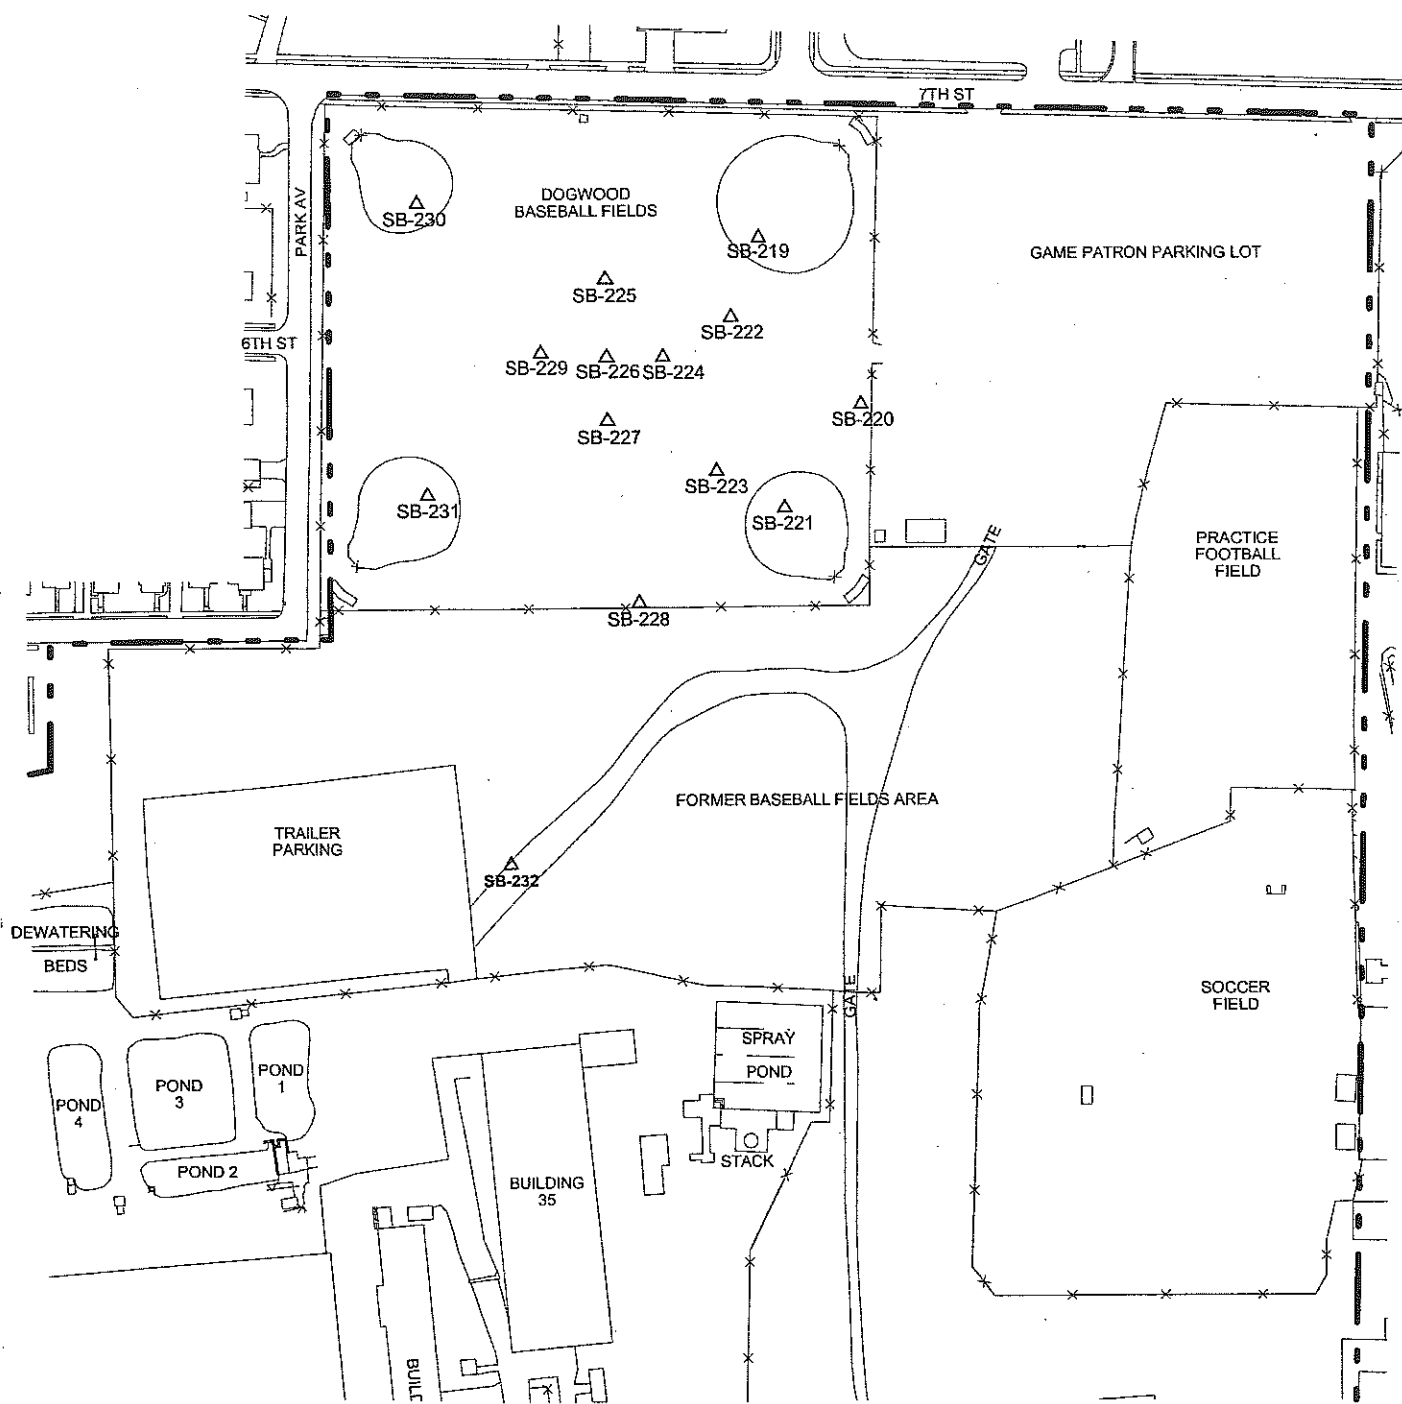 7TH ST
PARK AV
DOGWOOD
BASEBALL FIELDS
SB-230
SB-219
GAME PATRON PARKING LOT
SB-225
SB-222
6TH ST
SB-229
SB-226
SB-224
SB-220
SB-227
SB-223
SB-231
SB-221
GATE
PRACTICE
FOOTBALL
FIELD
SB-228
FORMER BASEBALL FIELDS AREA
TRAILER
PARKING
SB-232
DEWATERING
BEDS
GATE
SOCCER
FIELD
SPRAY
POND
POND
1
POND
3
POND
4
POND 2
STACK
BUILDING
35